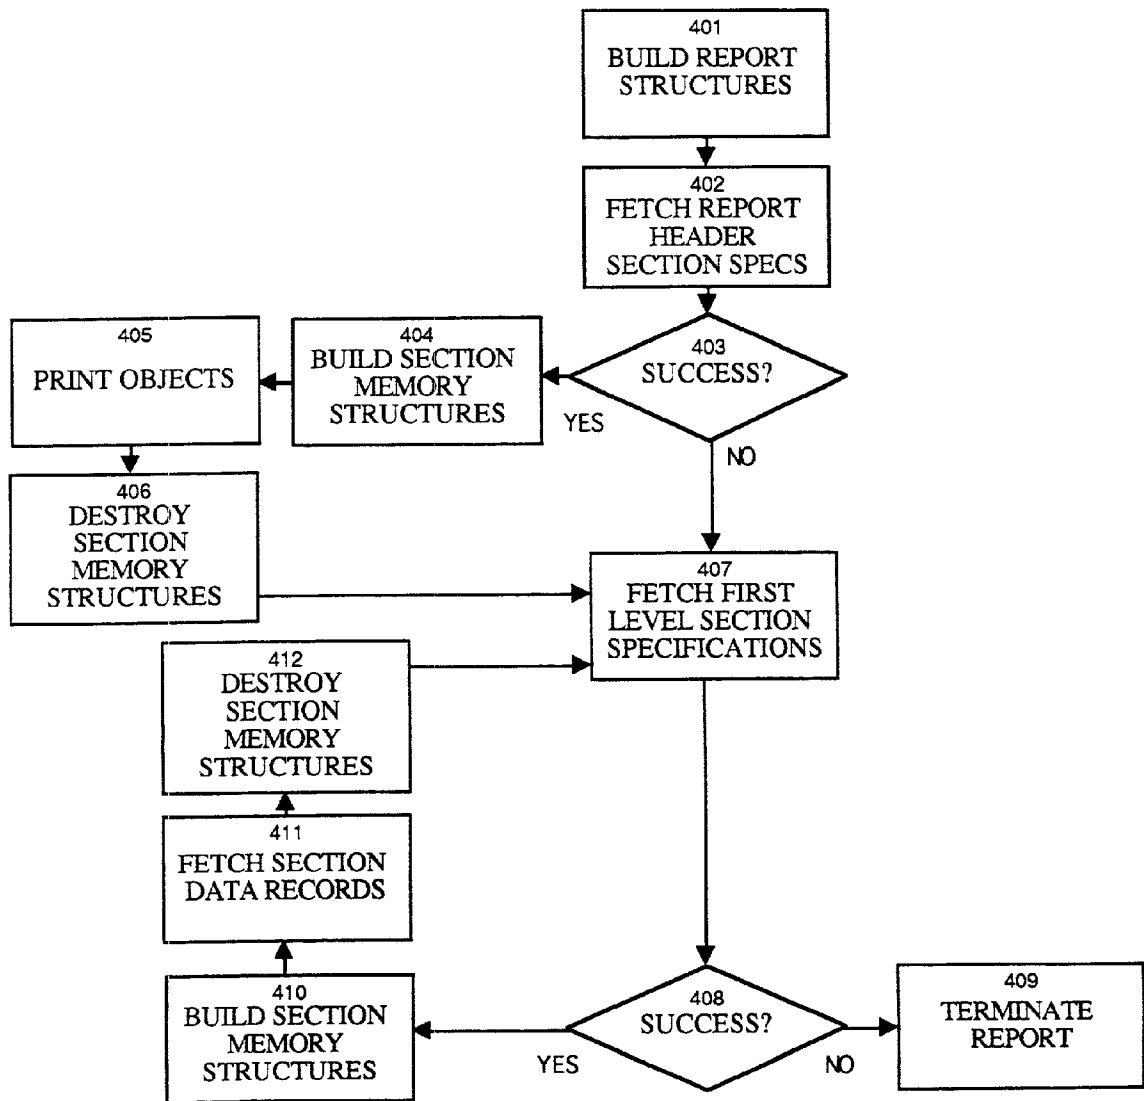 401
BUILD REPORT
STRUCTURES
402
FETCH REPORT
HEADER
SECTION SPECS
403
SUCCESS?
YES
NO
404
BUILD SECTION
MEMORY
STRUCTURES
405
PRINT OBJECTS
406
DESTROY
SECTION
MEMORY
STRUCTURES
407
FETCH FIRST
LEVEL SECTION
SPECIFICATIONS
408
SUCCESS?
YES
NO
409
TERMINATE
REPORT
410
BUILD SECTION
MEMORY
STRUCTURES
411
FETCH SECTION
DATA RECORDS
412
DESTROY
SECTION
MEMORY
STRUCTURES